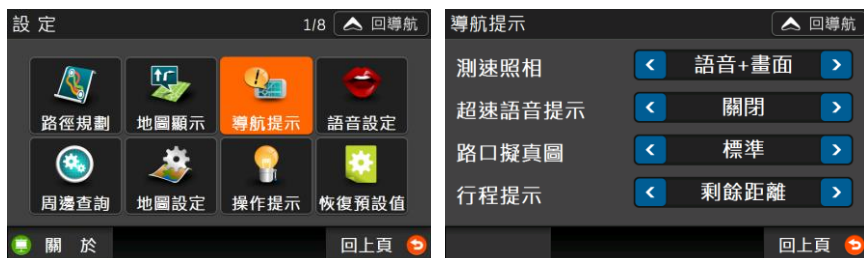 設 定 1/8 回導航
路徑規劃 地圖顯示 導航提示 語音設定
周邊查詢 地圖設定 操作提示 恢復預設值
關 於 回上頁
導航提示 回導航
測速照相 語音+畫面
超速語音提示 關閉
路口擬真圖 標準
行程提示 剩餘距離
回上頁